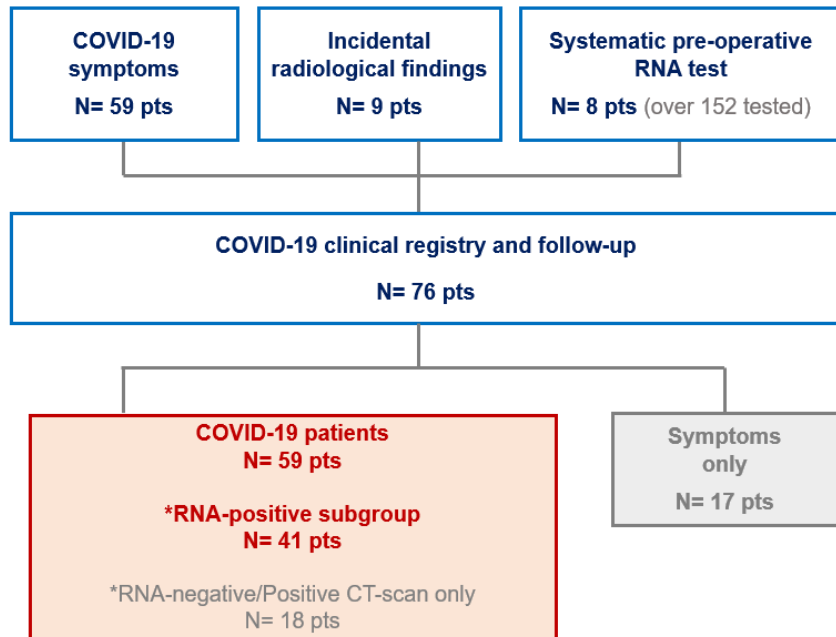 COVID-19
symptoms
N= 59 pts
Incidental
radiological findings
N= 9 pts
Systematic pre-operative
RNA test
N= 8 pts (over 152 tested)
COVID-19 clinical registry and follow-up
N= 76 pts
COVID-19 patients
N= 59 pts
*RNA-positive subgroup
N= 41 pts
*RNA-negative/Positive CT-scan only
N= 18 pts
Symptoms
only
N= 17 pts